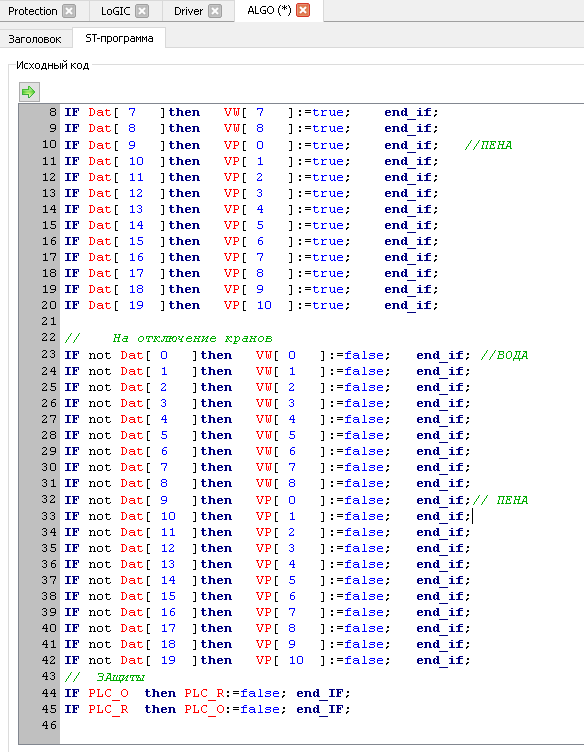 Protection LoGIC Driver ALGO (*)
Заголовок ST-программа
Исходный код
8 IF Dat[ 7 ]then VW[ 7 ]:=true; end_if;
9 IF Dat[ 8 ]then VW[ 8 ]:=true; end_if;
10 IF Dat[ 9 ]then VP[ 0 ]:=true; end_if; //ПЕНА
11 IF Dat[ 10 ]then VP[ 1 ]:=true; end_if;
12 IF Dat[ 11 ]then VP[ 2 ]:=true; end_if;
13 IF Dat[ 12 ]then VP[ 3 ]:=true; end_if;
14 IF Dat[ 13 ]then VP[ 4 ]:=true; end_if;
15 IF Dat[ 14 ]then VP[ 5 ]:=true; end_if;
16 IF Dat[ 15 ]then VP[ 6 ]:=true; end_if;
17 IF Dat[ 16 ]then VP[ 7 ]:=true; end_if;
18 IF Dat[ 17 ]then VP[ 8 ]:=true; end_if;
19 IF Dat[ 18 ]then VP[ 9 ]:=true; end_if;
20 IF Dat[ 19 ]then VP[ 10 ]:=true; end_if;
21
22 // На отключение кранов
23 IF not Dat[ 0 ]then VW[ 0 ]:=false; end_if; //ВОДА
24 IF not Dat[ 1 ]then VW[ 1 ]:=false; end_if;
25 IF not Dat[ 2 ]then VW[ 2 ]:=false; end_if;
26 IF not Dat[ 3 ]then VW[ 3 ]:=false; end_if;
27 IF not Dat[ 4 ]then VW[ 4 ]:=false; end_if;
28 IF not Dat[ 5 ]then VW[ 5 ]:=false; end_if;
29 IF not Dat[ 6 ]then VW[ 6 ]:=false; end_if;
30 IF not Dat[ 7 ]then VW[ 7 ]:=false; end_if;
31 IF not Dat[ 8 ]then VW[ 8 ]:=false; end_if;
32 IF not Dat[ 9 ]then VP[ 0 ]:=false; end_if;// ПЕНА
33 IF not Dat[ 10 ]then VP[ 1 ]:=false; end_if;
34 IF not Dat[ 11 ]then VP[ 2 ]:=false; end_if;
35 IF not Dat[ 12 ]then VP[ 3 ]:=false; end_if;
36 IF not Dat[ 13 ]then VP[ 4 ]:=false; end_if;
37 IF not Dat[ 14 ]then VP[ 5 ]:=false; end_if;
38 IF not Dat[ 15 ]then VP[ 6 ]:=false; end_if;
39 IF not Dat[ 16 ]then VP[ 7 ]:=false; end_if;
40 IF not Dat[ 17 ]then VP[ 8 ]:=false; end_if;
41 IF not Dat[ 18 ]then VP[ 9 ]:=false; end_if;
42 IF not Dat[ 19 ]then VP[ 10 ]:=false; end_if;
43 // ЗАщиты
44 IF PLC_O then PLC_R:=false; end_IF;
45 IF PLC_R then PLC_O:=false; end_IF;
46